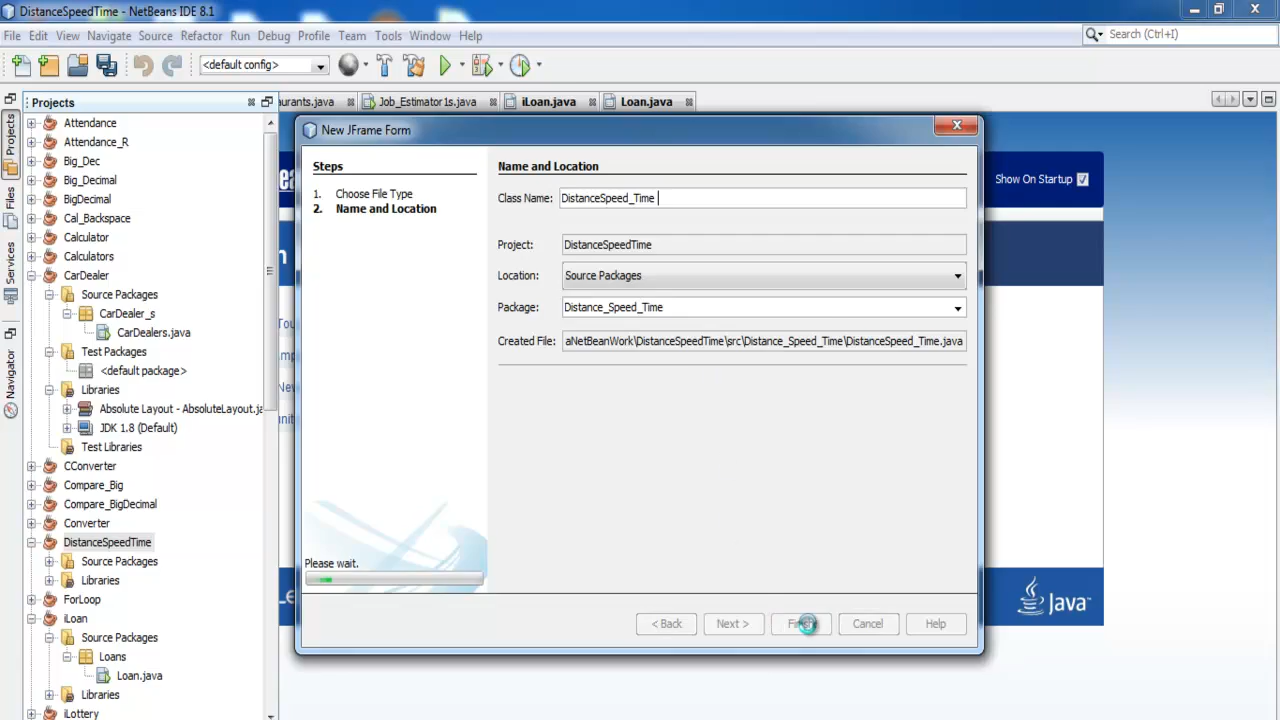 DistanceSpeedTime - NetBeans IDE 8.1
File Edit View Navigate Source Refactor Run Debug Profile Team Tools Window Help
Search (Ctrl+I)
<default config>
Projects
aurants.java
Job_Estimator1s.java
iLoan.java
Loan.java
Projects
Files
Services
Navigator
Attendance
Attendance_R
Big_Dec
Big_Decimal
BigDecimal
Cal_Backspace
Calculator
Calculators
CarDealer
Source Packages
CarDealer_s
CarDealers.java
Test Packages
<default package>
Libraries
Absolute Layout - AbsoluteLayout.ja
JDK 1.8 (Default)
Test Libraries
CConverter
Compare_Big
Compare_BigDecimal
Converter
DistanceSpeedTime
Source Packages
Libraries
ForLoop
iLoan
Source Packages
Loans
Loan.java
Libraries
iLottery
Show On Startup
New JFrame Form
Steps
1. Choose File Type
2. Name and Location
Please wait.
Name and Location
Class Name: DistanceSpeed_Time
Project: DistanceSpeedTime
Location: Source Packages
Package: Distance_Speed_Time
Created File: aNetBeanWork\DistanceSpeedTime\src\Distance_Speed_Time\DistanceSpeed_Time.java
< Back
Next >
Finish
Cancel
Help
Java